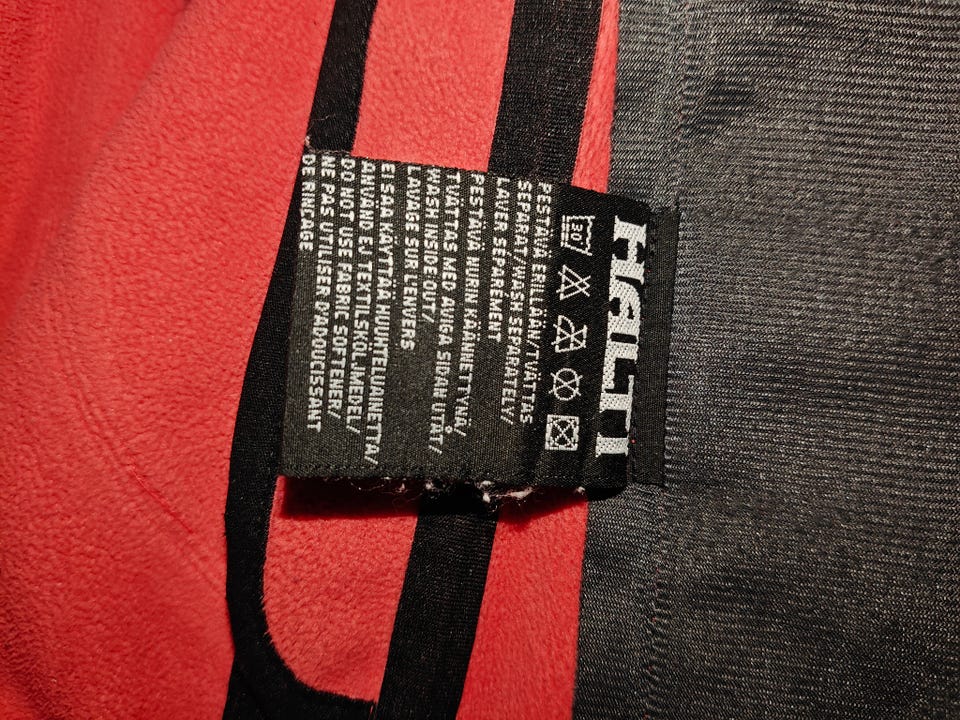 HALTI
30
PESTÄVÄ ERILLÄÄN/TVÄTTAS
SEPARAT/WASH SEPARATELY/
LAVER SEPAREMENT
PESTÄVÄ NURIN KÄÄNNETTYNÄ/
TVÄTTAS MED AVIGA SIDAN UTÅT/
WASH INSIDE OUT/
LAVAGE SUR L'ENVERS
EI SAA KÄYTTÄÄ HUUHTELUAINETTA/
ANVÄND EJ TEXTILSKÖLJMEDEL/
DO NOT USE FABRIC SOFTENER/
NE PAS UTILISER D'ADOUCISSANT
DE RINCAGE